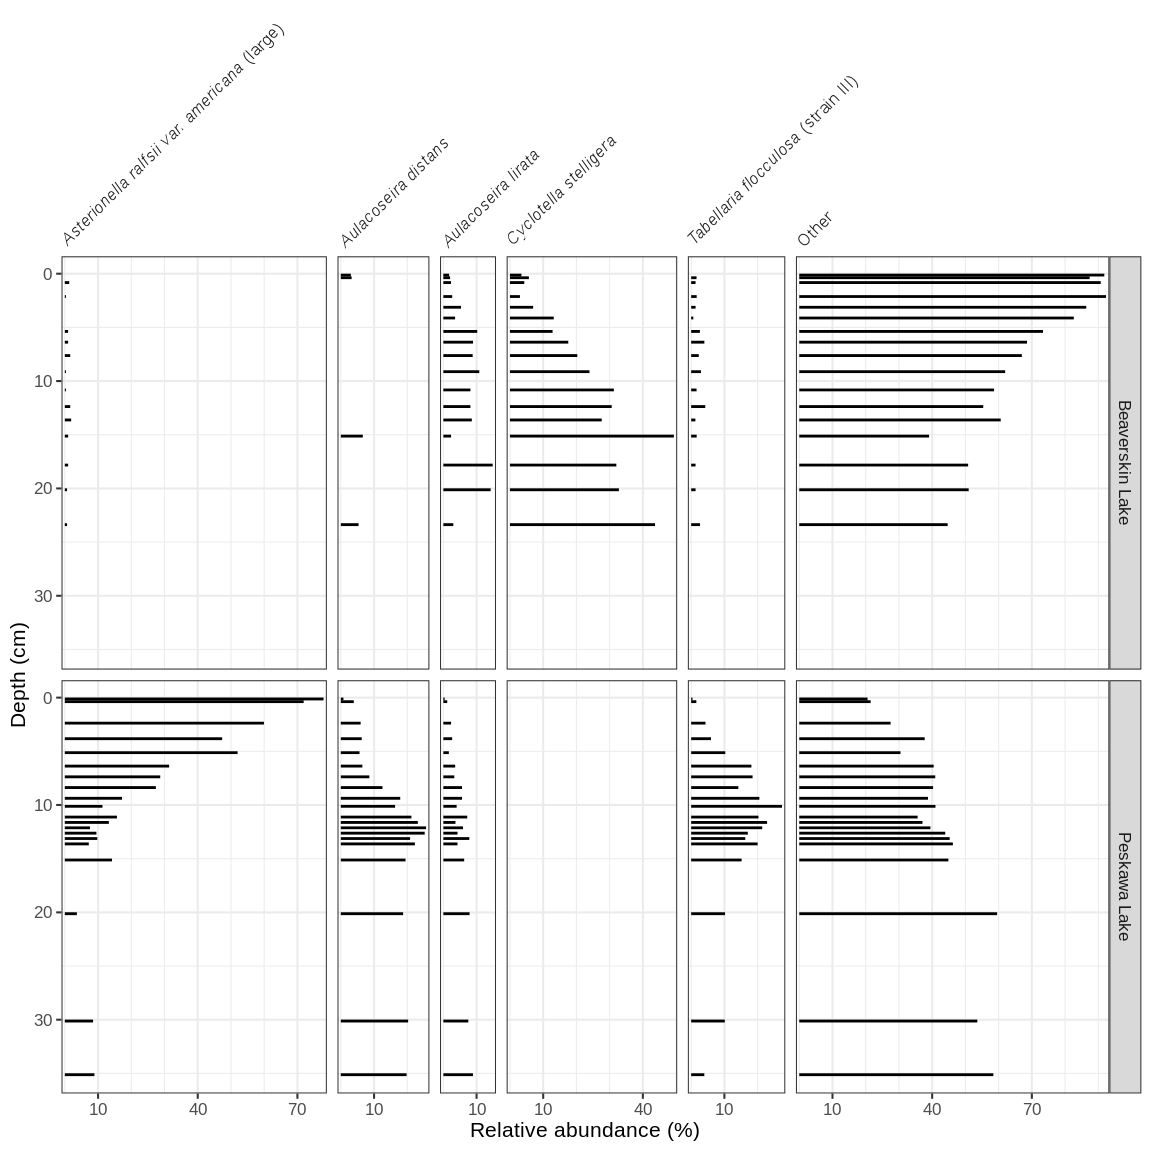 Asterionella ralfsii var. americana (large)
Aulacoseira distans
Aulacoseira lirata
Cyclotella stelligera
Tabellaria flocculosa (strain III)
Other
0
10
20
30
Beaverskin Lake
Depth (cm)
0
10
20
30
Peskawa Lake
10 40 70 10 10 10 40 10 10 40 70
Relative abundance (%)